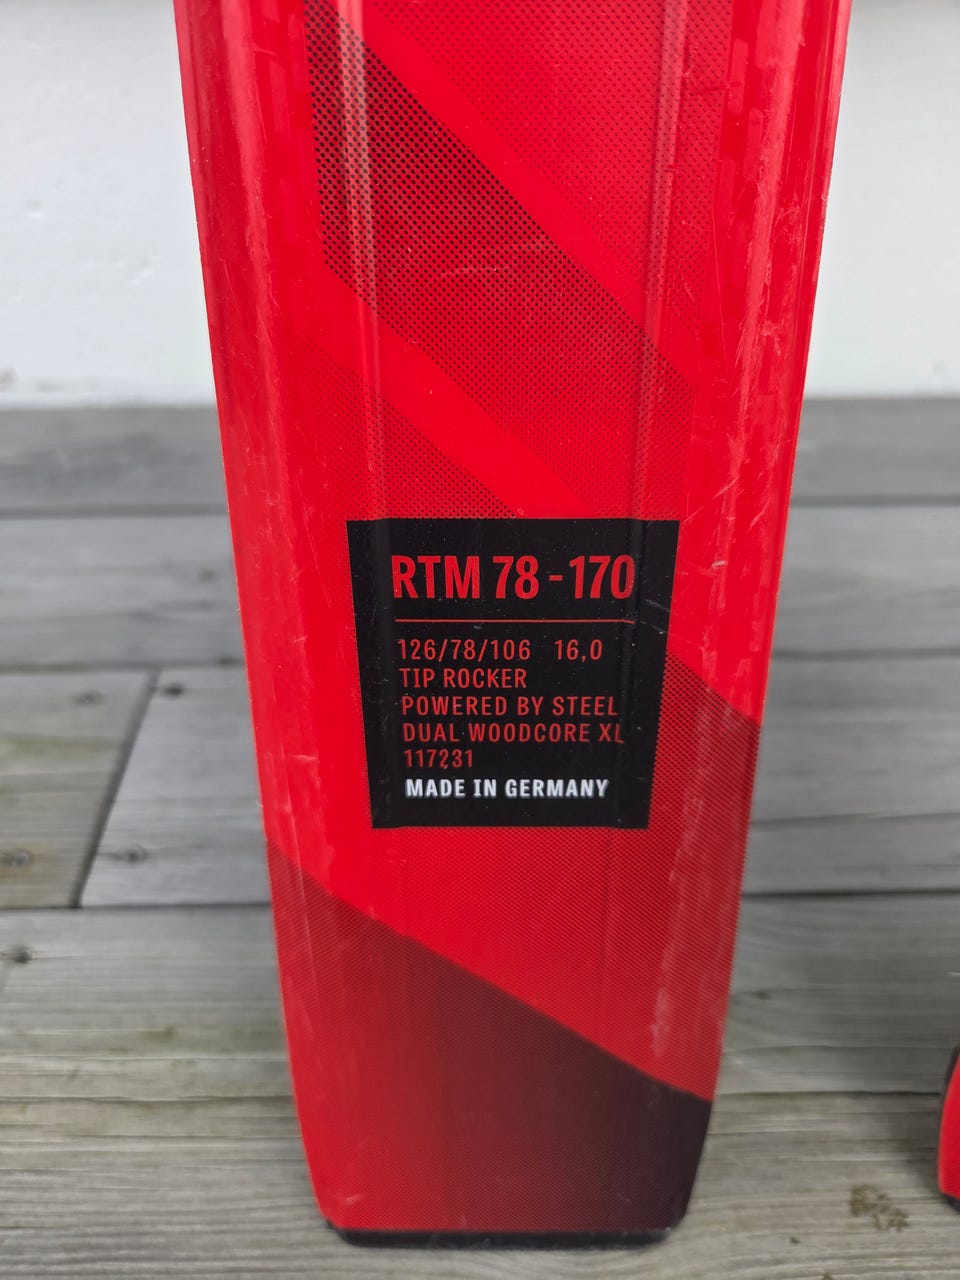 RTM 78 - 170
126/78/106 16,0
TIP ROCKER
POWERED BY STEEL
DUAL WOODCORE XL
117231
MADE IN GERMANY